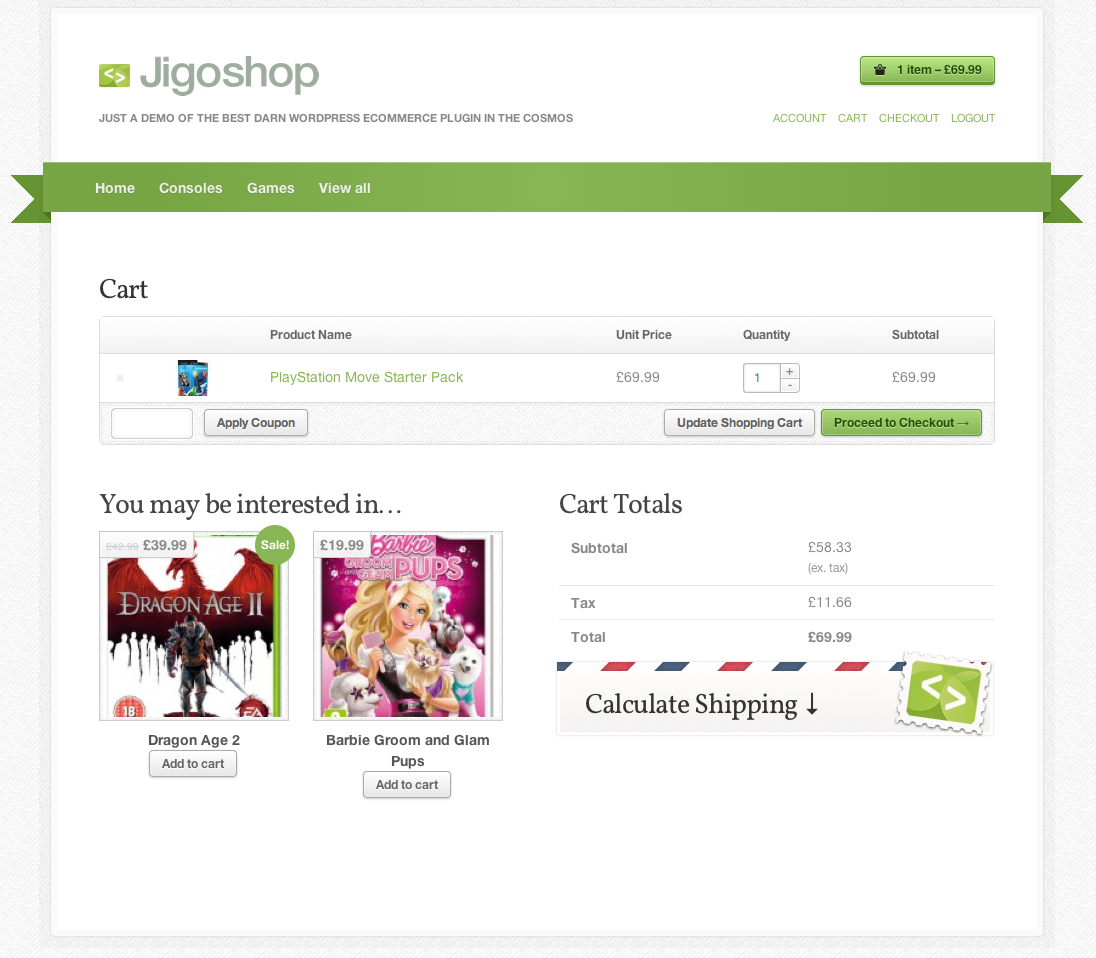 Jigoshop
1 item – £69.99
JUST A DEMO OF THE BEST DARN WORDPRESS ECOMMERCE PLUGIN IN THE COSMOS
ACCOUNT CART CHECKOUT LOGOUT
Home Consoles Games View all
Cart
Product Name Unit Price Quantity Subtotal
PlayStation Move Starter Pack £69.99 1 + - £69.99
Apply Coupon Update Shopping Cart Proceed to Checkout →
You may be interested in…
£42.99 £39.99 Sale!
DRAGON AGE II
18
EA
Dragon Age 2
Add to cart
£19.99
Barbie
GROOM AND GLAM
PUPS
Barbie Groom and Glam
Pups
Add to cart
Cart Totals
Subtotal £58.33
(ex. tax)
Tax £11.66
Total £69.99
Calculate Shipping ↓